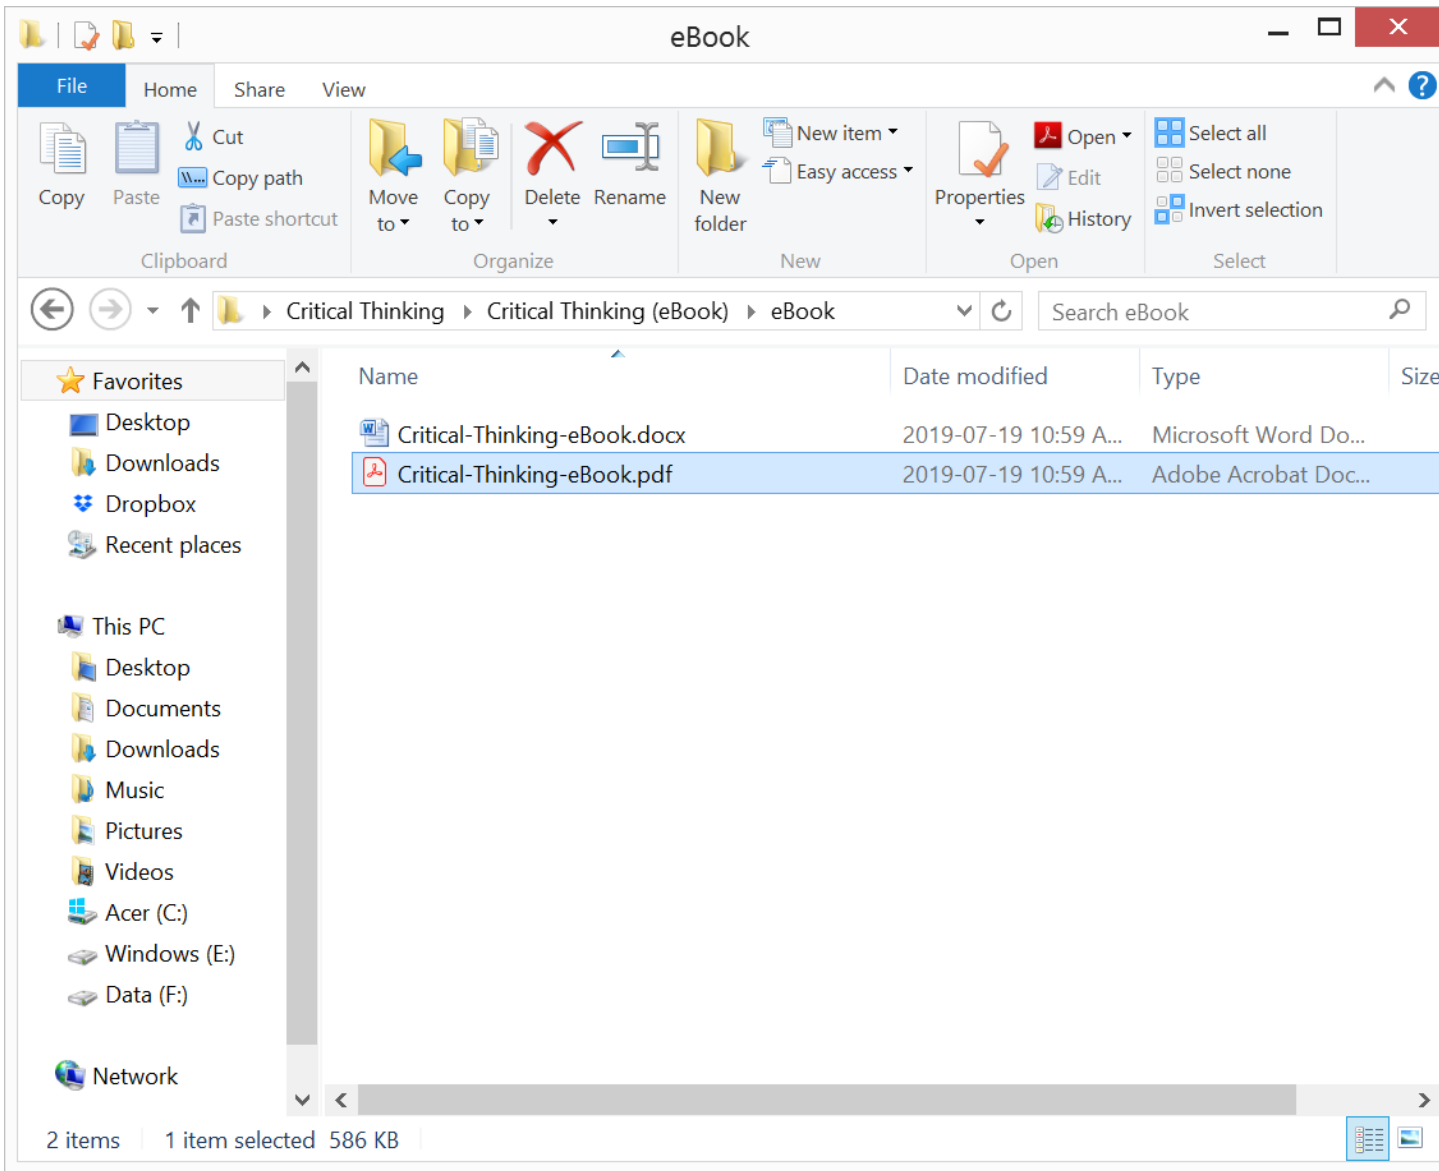 eBook
File Home Share View
Copy
Paste
Cut
Copy path
Paste shortcut
Clipboard
Move to
Copy to
Delete
Rename
Organize
New folder
New item
Easy access
New
Properties
Open
Edit
History
Open
Select all
Select none
Invert selection
Select
Critical Thinking Critical Thinking (eBook) eBook
Search eBook
Favorites
Desktop
Downloads
Dropbox
Recent places
This PC
Desktop
Documents
Downloads
Music
Pictures
Videos
Acer (C:)
Windows (E:)
Data (F:)
Network
Name Date modified Type Size
Critical-Thinking-eBook.docx 2019-07-19 10:59 A... Microsoft Word Do...
Critical-Thinking-eBook.pdf 2019-07-19 10:59 A... Adobe Acrobat Doc...
2 items 1 item selected 586 KB